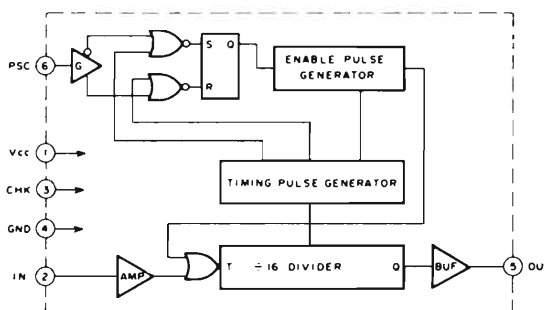 PSC 6
G
S Q
R
ENABLE PULSE
GENERATOR
Vcc 1
CHK 3
GND 4
TIMING PULSE GENERATOR
IN 2
AMP
T ÷16 DIVIDER Q
BUF
5 OU